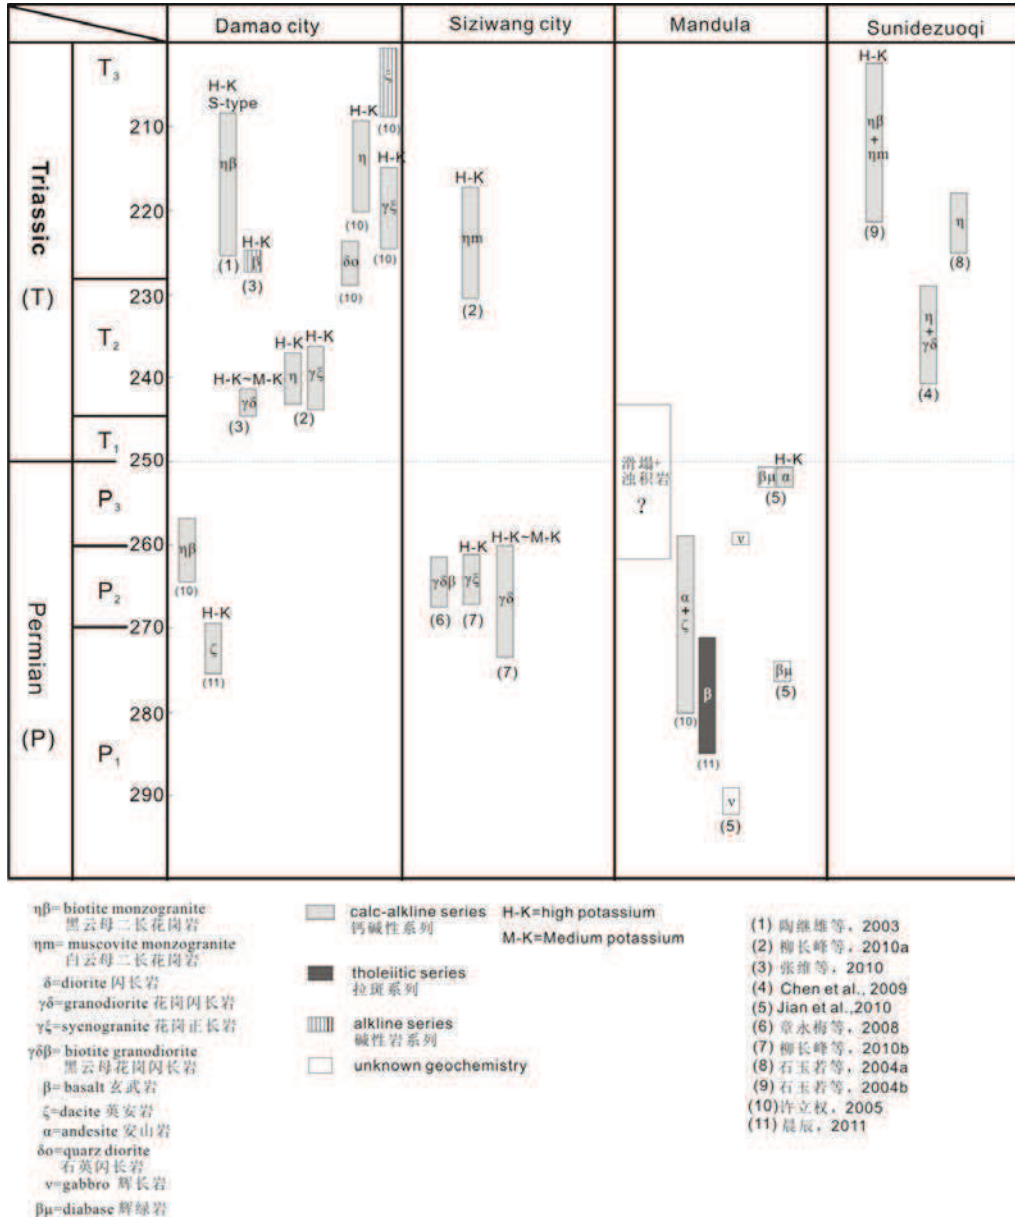 Damao city
Siziwang city
Mandula
Sunidezuoqi
Triassic
(T)
Permian
(P)
T3
T2
T1
P3
P2
P1
210
220
230
240
250
260
270
280
290
H-K
S-type
ηβ
(1)
H-K
β
(3)
H-K~M-K
γδ
(3)
H-K
η
H-K
γξ
(2)
δο
(10)
H-K
η
(10)
ξ
(10)
H-K
γξ
(10)
ηβ
(10)
H-K
ζ
(11)
H-K
ηm
(2)
γδβ
(6)
H-K
γξ
(7)
H-K~M-K
γδ
(7)
滑塌+
浊积岩
?
H-K
βμ α
(5)
ν
α
+
ζ
(10)
β
(11)
βμ
(5)
ν
(5)
H-K
ηβ
+
ηm
(9)
η
(8)
η
+
γδ
(4)
ηβ= biotite monzogranite
黑云母二长花岗岩
ηm= muscovite monzogranite
白云母二长花岗岩
δ=diorite 闪长岩
γδ=granodiorite 花岗闪长岩
γξ=syenogranite 花岗正长岩
γδβ= biotite granodiorite
黑云母花岗闪长岩
β= basalt 玄武岩
ζ=dacite 英安岩
α=andesite 安山岩
δο=quarz diorite
石英闪长岩
ν=gabbro 辉长岩
βμ=diabase 辉绿岩
calc-alkline series
钙碱性系列
tholeiitic series
拉斑系列
alkline series
碱性岩系列
unknown geochemistry
H-K=high potassium
M-K=Medium potassium
(1) 陶继雄等，2003
(2) 柳长峰等，2010a
(3) 张维等，2010
(4) Chen et al., 2009
(5) Jian et al.,2010
(6) 章永梅等，2008
(7) 柳长峰等，2010b
(8) 石玉若等，2004a
(9) 石玉若等，2004b
(10) 许立权，2005
(11) 晨辰，2011